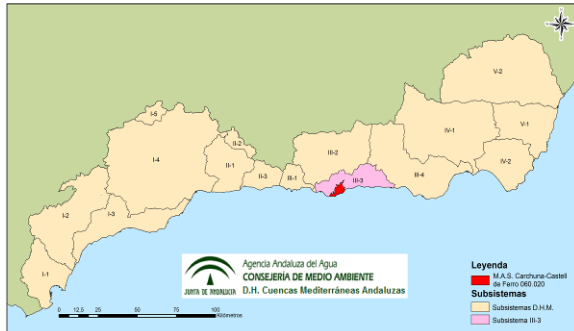 V-2
I-5
II-2
IV-1
V-1
I-4
II-1
III-2
IV-2
II-3
III-1
III-3
III-4
I-2
I-3
I-1
Agencia Andaluza del Agua
CONSEJERÍA DE MEDIO AMBIENTE
JUNTA DE ANDALUCIA
D.H. Cuencas Mediterráneas Andaluzas
0 12,5 25 50 75 100
Kilómetros
Leyenda
M.A.S. Carchuna-Castell
de Ferro 060.020
Subsistemas
Subsistemas D.H.M.
Subsistema III-3